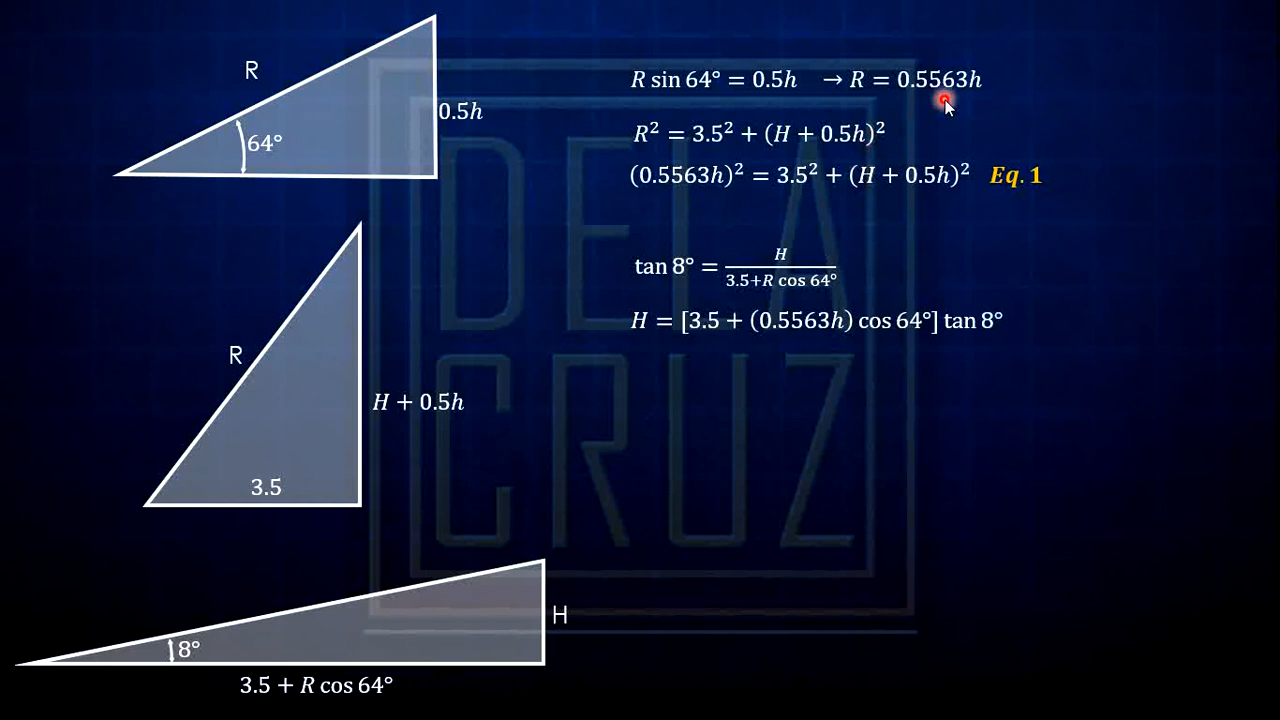 R
0.5h
64°
R sin 64° = 0.5h → R = 0.5563h
R² = 3.5² + (H + 0.5h)²
(0.5563h)² = 3.5² + (H + 0.5h)² Eq. 1
tan 8° = H / 3.5+R cos 64°
H = [3.5 + (0.5563h) cos 64°] tan 8°
R
H + 0.5h
3.5
H
8°
3.5 + R cos 64°
DELA
CRUZ